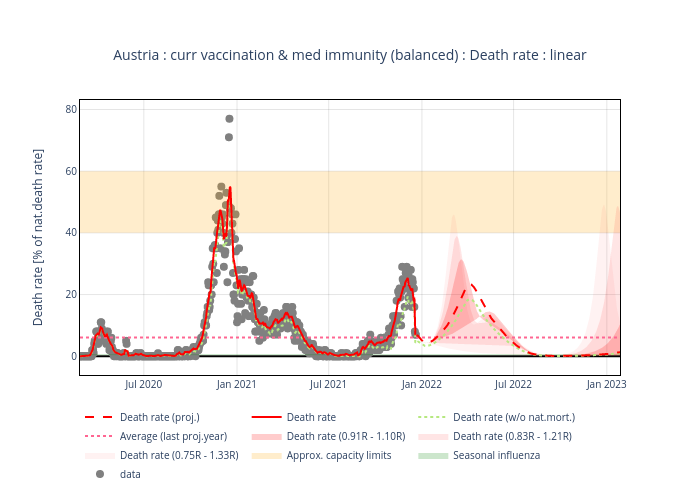 Austria : curr vaccination & med immunity (balanced) : Death rate : linear
Death rate [% of nat.death rate]
80
60
40
20
0
Jul 2020
Jan 2021
Jul 2021
Jan 2022
Jul 2022
Jan 2023
Death rate (proj.)
Death rate
Death rate (w/o nat.mort.)
Average (last proj.year)
Death rate (0.91R - 1.10R)
Death rate (0.83R - 1.21R)
Death rate (0.75R - 1.33R)
Approx. capacity limits
Seasonal influenza
data